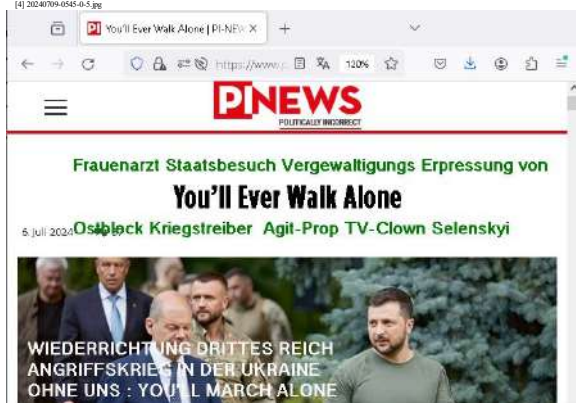 [4] 20240709-0545-0-5.jpg
You'll Ever Walk Alone | PI-NEW
https://www.
120%
PI NEWS
POLITICALLY INCORRECT
Frauenarzt Staatsbesuch Vergewaltigungs Erpressung von
You'll Ever Walk Alone
6. Juli 2024
Ostblock Kriegstreiber Agit-Prop TV-Clown Selenskyi
WIEDERRICHTUNG DRITTES REICH
ANGRIFFSKRIEG IN DER UKRAINE
OHNE UNS : YOU'LL MARCH ALONE